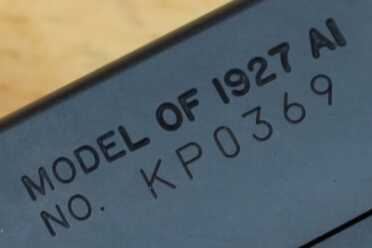 MODEL OF 1927 A1
NO. KP0369